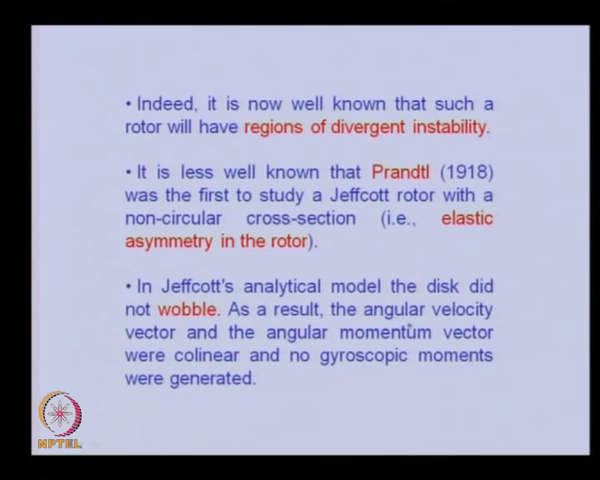 • Indeed, it is now well known that such a
rotor will have regions of divergent instability.
• It is less well known that Prandtl (1918)
was the first to study a Jeffcott rotor with a
non-circular cross-section (i.e., elastic
asymmetry in the rotor).
• In Jeffcott's analytical model the disk did
not wobble. As a result, the angular velocity
vector and the angular momentum vector
were colinear and no gyroscopic moments
were generated.
NPTEL